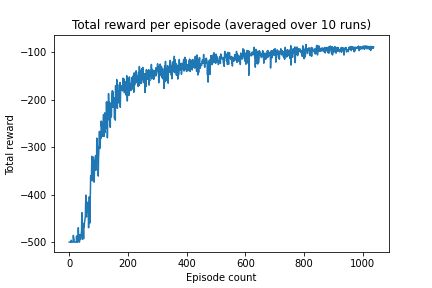 Total reward per episode (averaged over 10 runs)
Total reward
−100
−200
−300
−400
−500
0 200 400 600 800 1000
Episode count